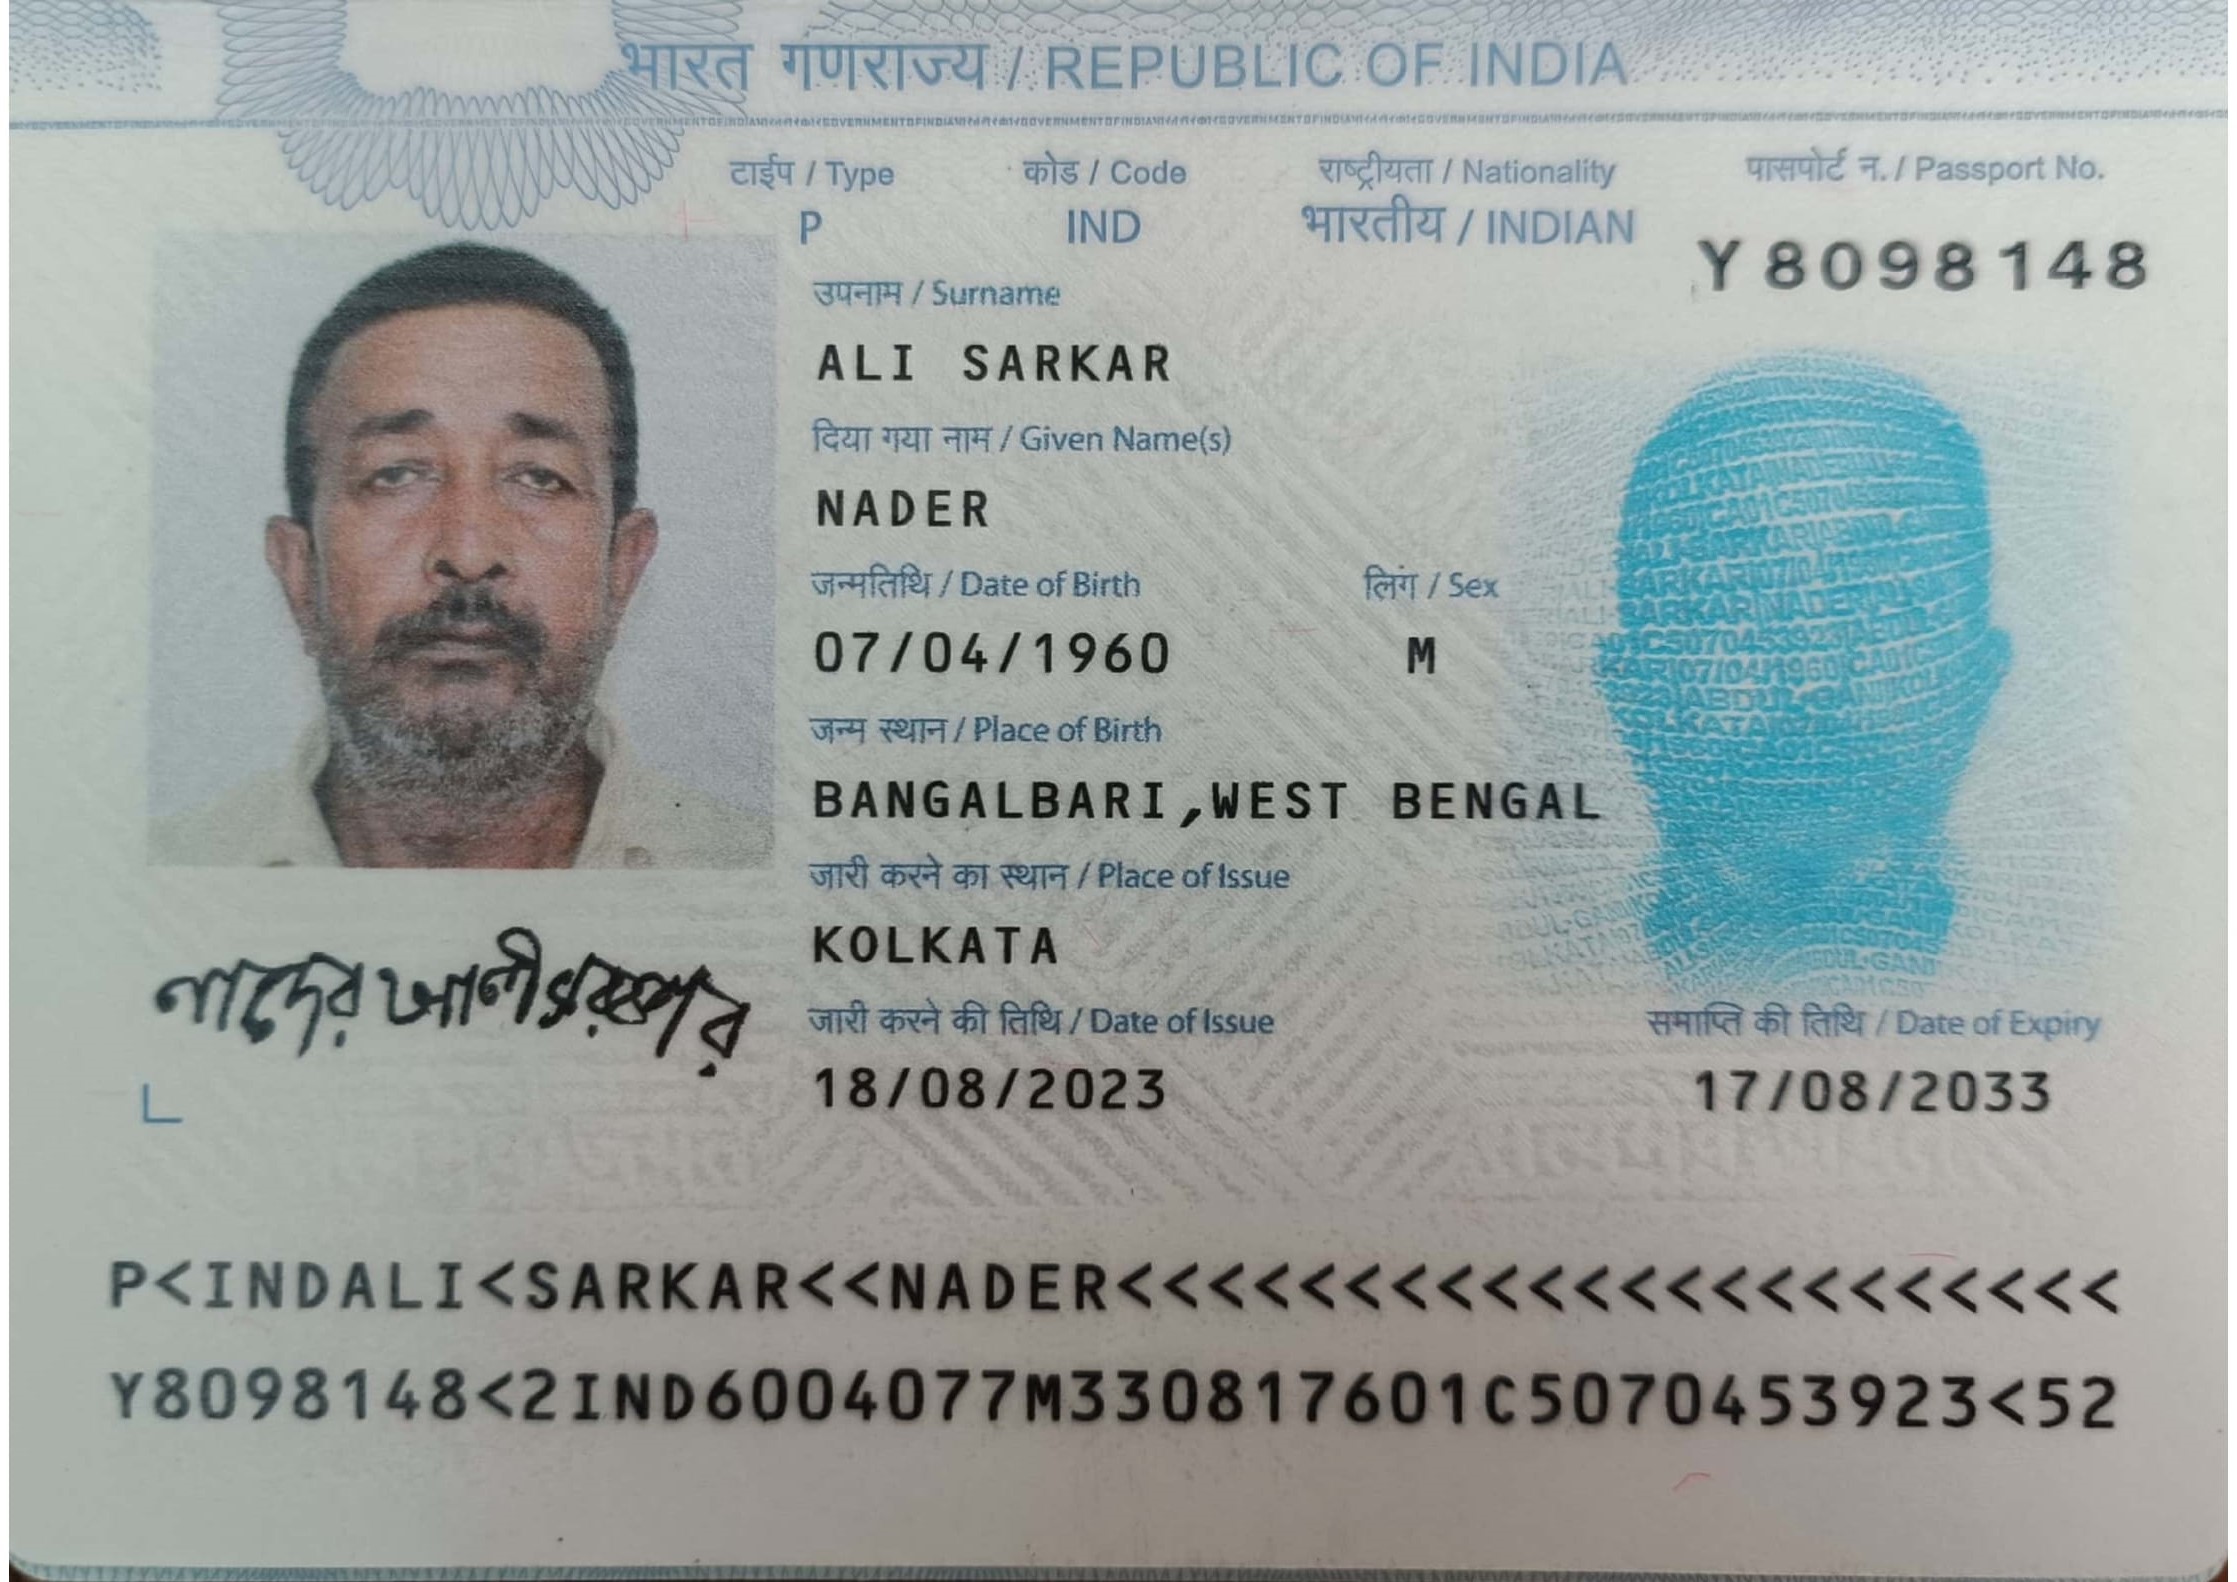 भारत गणराज्य / REPUBLIC OF INDIA
टाईप / Type कोड / Code राष्ट्रीयता / Nationality पासपोर्ट न. / Passport No.
P IND भारतीय / INDIAN Y8098148
उपनाम / Surname
ALI SARKAR
दिया गया नाम / Given Name(s)
NADER
जन्मतिथि / Date of Birth लिंग / Sex
07/04/1960 M
जन्म स्थान / Place of Birth
BANGALBARI,WEST BENGAL
जारी करने का स्थान / Place of Issue
KOLKATA
নাদের আলী সরকার
जारी करने की तिथि / Date of Issue समाप्ति की तिथि / Date of Expiry
18/08/2023 17/08/2033
P<INDALI<SARKAR<<NADER<<<<<<<<<<<<<<<<<<<<<<
Y8098148<2IND6004077M330817601C5070453923<52